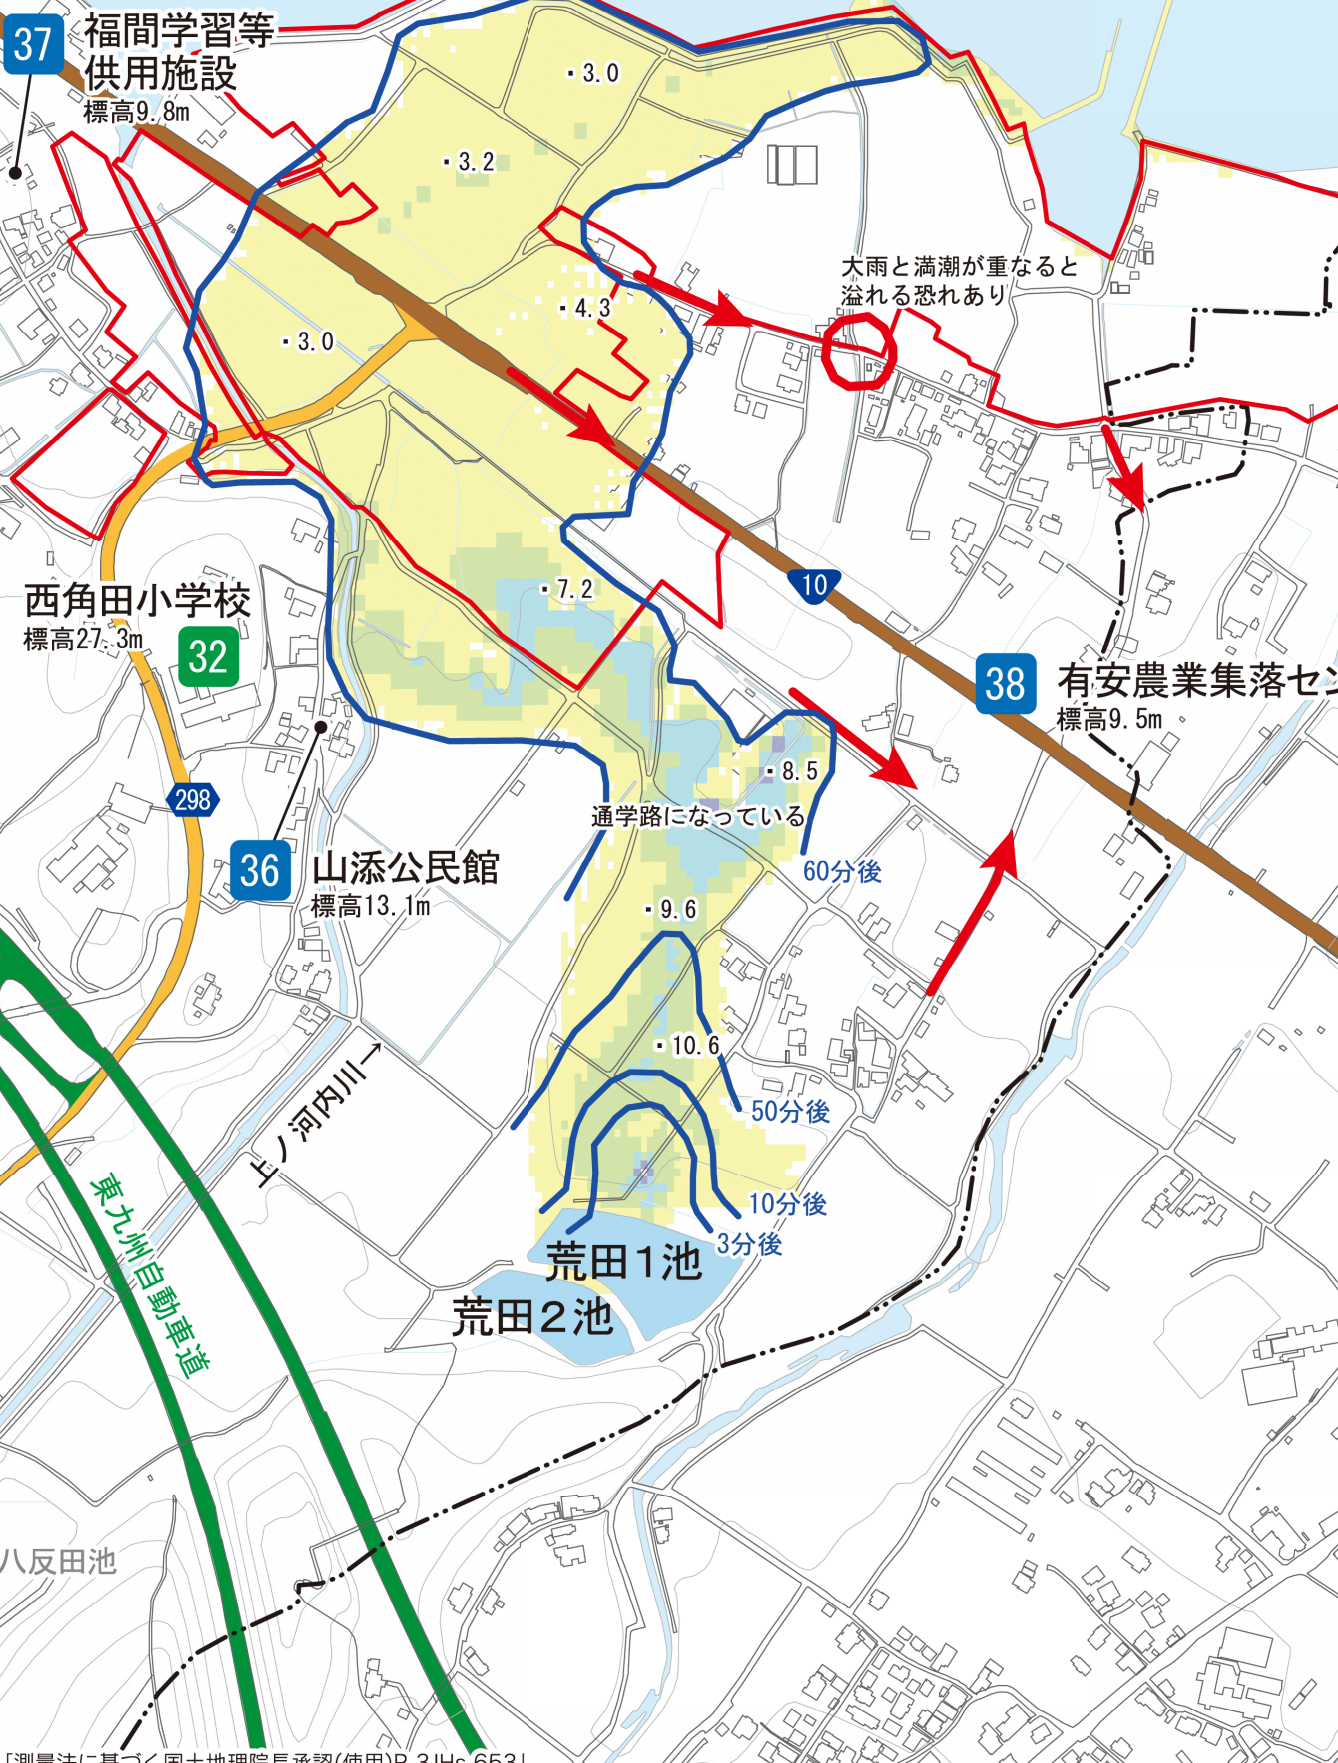 37
福間学習等
供用施設
標高9.8m
3.0
3.2
大雨と満潮が重なると
溢れる恐れあり
4.3
3.0
10
西角田小学校
標高27.3m
32
7.2
38
有安農業集落セン
標高9.5m
8.5
通学路になっている
298
60分後
36
山添公民館
標高13.1m
9.6
10.6
50分後
上ノ河内川→
東九州自動車道
10分後
3分後
荒田1池
荒田2池
八反田池
「測量法に基づく国土地理院長承認(使用)R 3JHs 653」